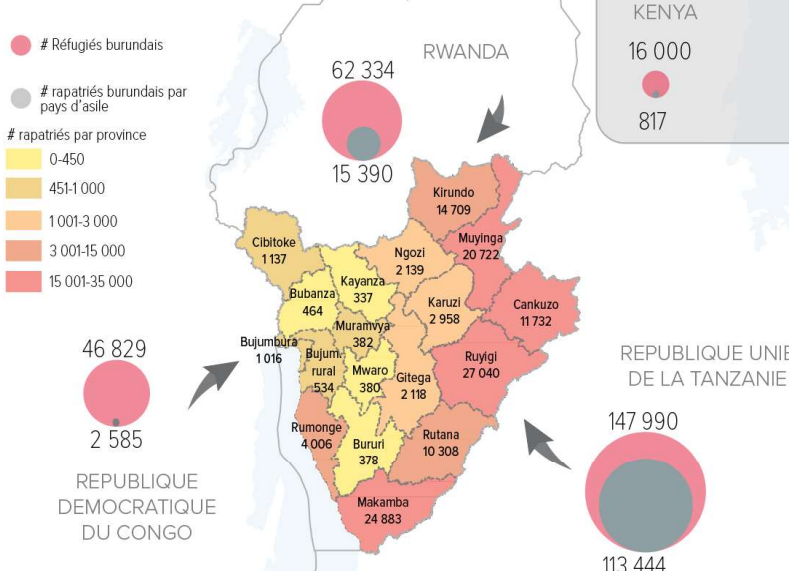 # Réfugiés burundais
# rapatriés burundais par
pays d'asile
# rapatriés par province
0-450
451-1 000
1 001-3 000
3 001-15 000
15 001-35 000
62 334
15 390
RWANDA
KENYA
16 000
817
Kirundo
14 709
Muyinga
20 722
Cibitoke
1 137
Ngozi
2 139
Kayanza
337
Bubanza
464
Karuzi
2 958
Cankuzo
11 732
Muramvya
382
Bujumbura
1 016
Bujum.
rural
534
Mwaro
380
Gitega
2 118
Ruyigi
27 040
Rumonge
4 006
Bururi
378
Rutana
10 308
Makamba
24 883
46 829
2 585
REPUBLIQUE
DEMOCRATIQUE
DU CONGO
REPUBLIQUE UNIE
DE LA TANZANIE
147 990
113 444